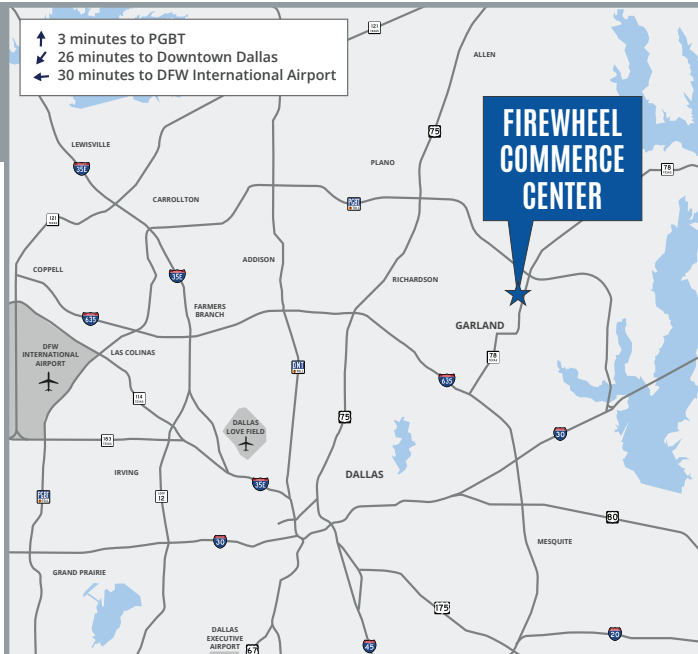 3 minutes to PGBT
26 minutes to Downtown Dallas
30 minutes to DFW International Airport
121
ALLEN
FIREWHEEL
COMMERCE
CENTER
75
LEWISVILLE
35E
PLANO
78
CARROLLTON
PGBT
121
ADDISON
COPPELL
35E
RICHARDSON
FARMERS
BRANCH
635
GARLAND
DFW
INTERNATIONAL
AIRPORT
LAS COLINAS
78
DNT
635
114
75
DALLAS
LOVE FIELD
30
183
IRVING
DALLAS
35E
PGBT
LOOP
12
80
30
MESQUITE
GRAND PRAIRIE
175
DALLAS
EXECUTIVE
AIRPORT
67
45
20